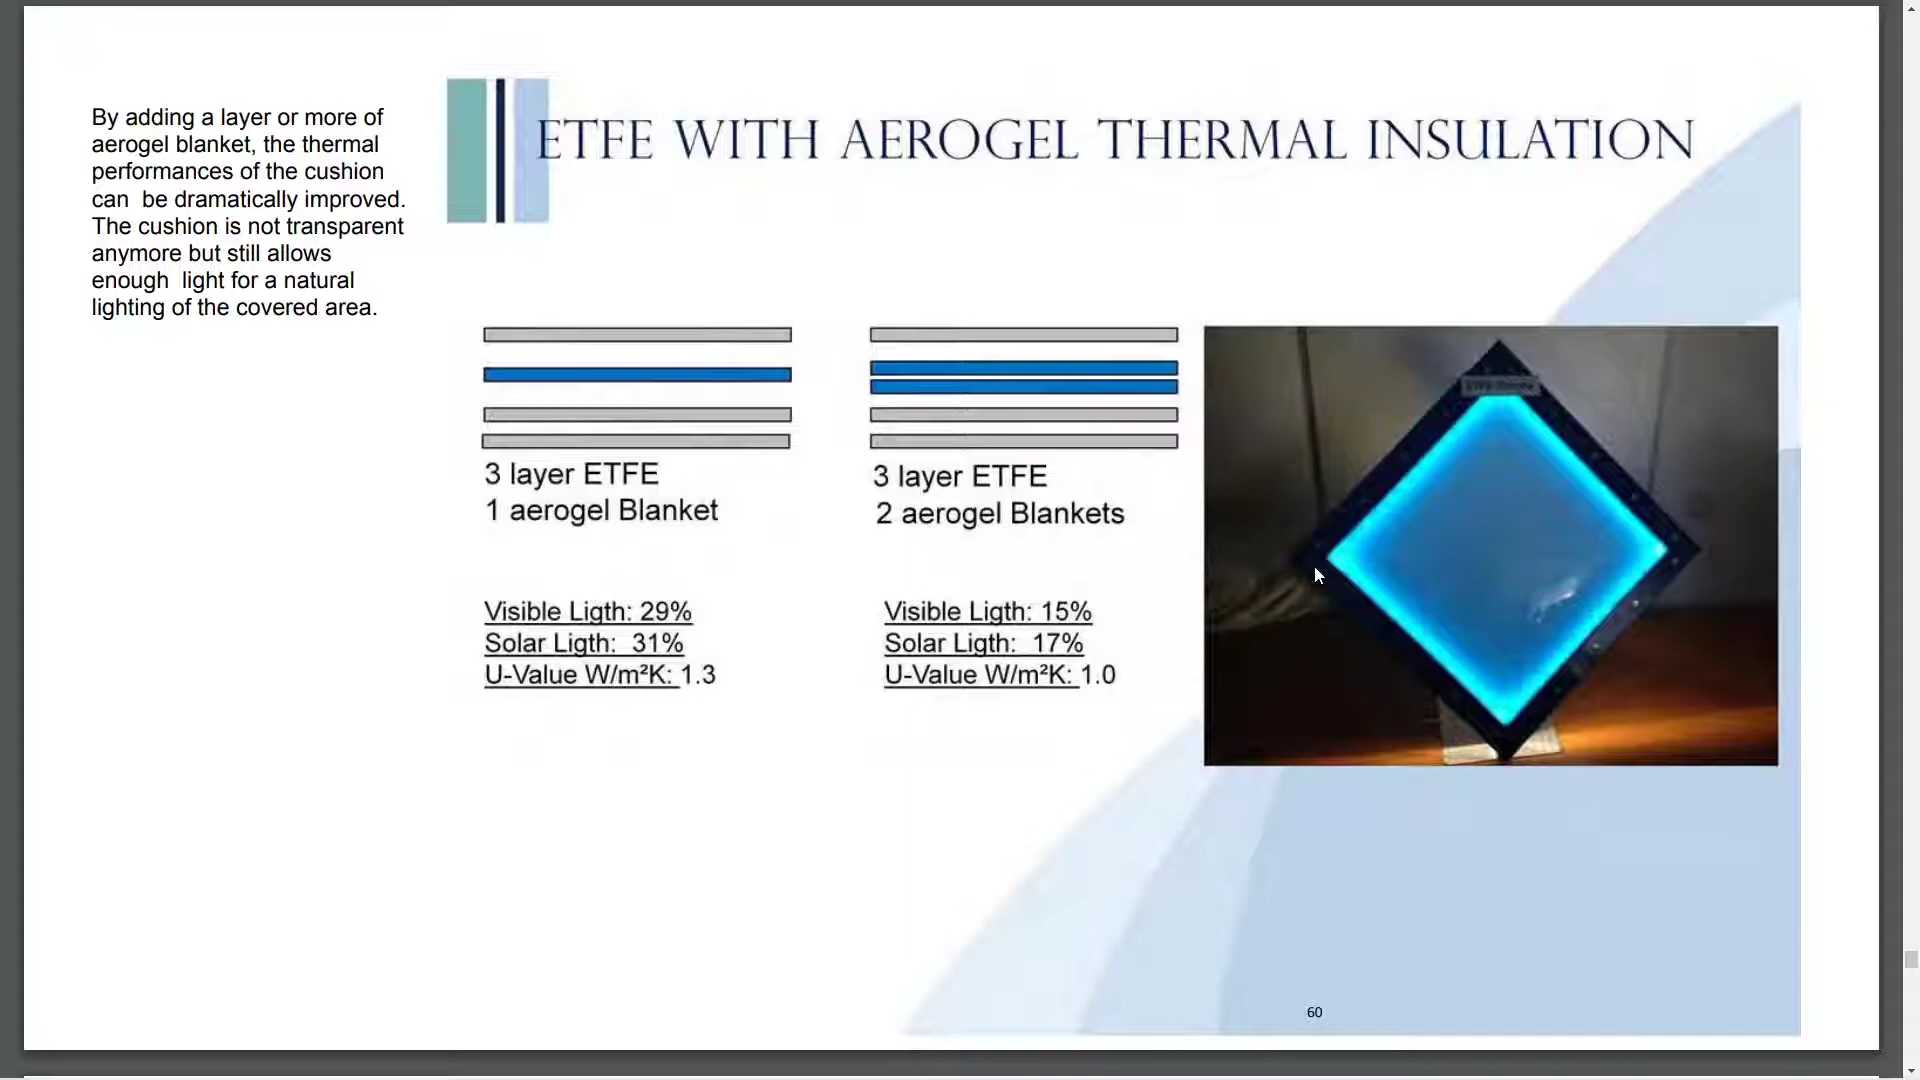 By adding a layer or more of
aerogel blanket, the thermal
performances of the cushion
can  be dramatically improved.
The cushion is not transparent
anymore but still allows
enough  light for a natural
lighting of the covered area.
ETFE WITH AEROGEL THERMAL INSULATION
3 layer ETFE
1 aerogel Blanket
Visible Ligth: 29%
Solar Ligth:  31%
U-Value W/m²K: 1.3
3 layer ETFE
2 aerogel Blankets
Visible Ligth: 15%
Solar Ligth:  17%
U-Value W/m²K: 1.0
60